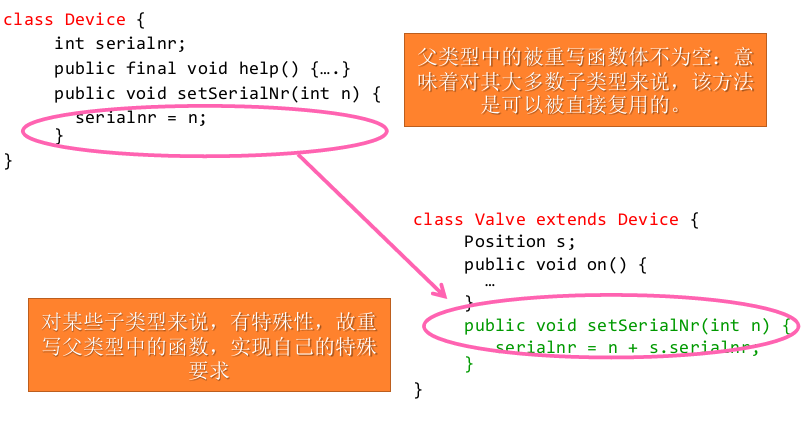 class Device {
int serialnr;
public final void help() {….}
public void setSerialNr(int n) {
serialnr = n;
}
}
父类型中的被重写函数体不为空：意
味着对其大多数子类型来说，该方法
是可以被直接复用的。
class Valve extends Device {
Position s;
public void on() {
…
}
public void setSerialNr(int n) {
serialnr = n + s.serialnr;
}
}
对某些子类型来说，有特殊性，故重
写父类型中的函数，实现自己的特殊
要求